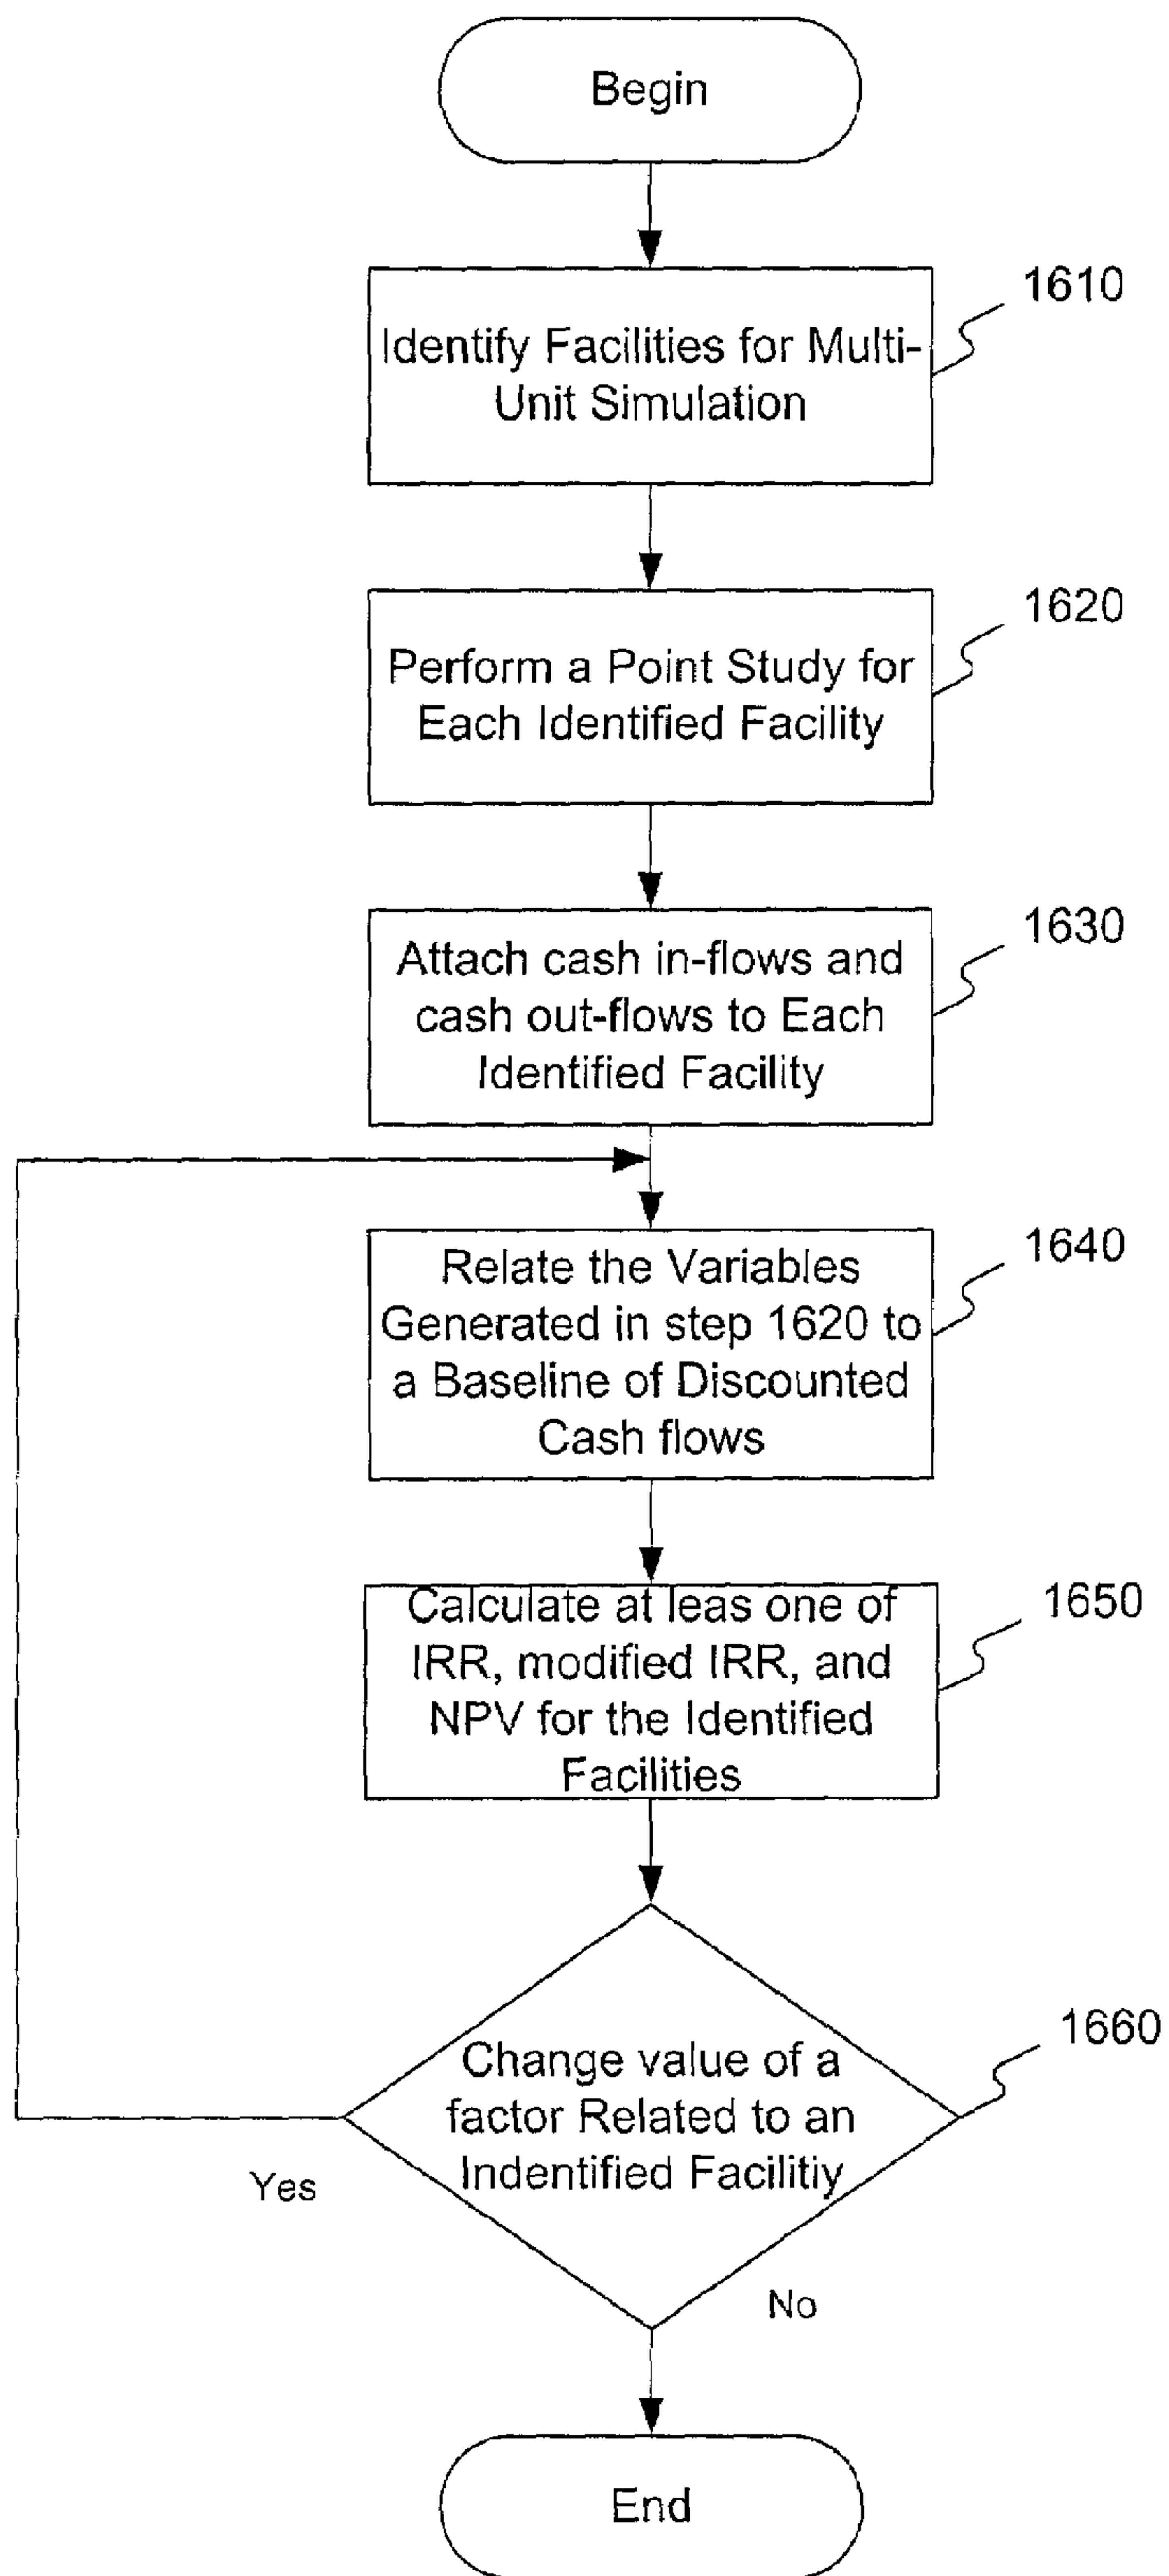 Begin
1610
Identify Facilities for Multi-
Unit Simulation
1620
Perform a Point Study for
Each Identified Facility
1630
Attach cash in-flows and
cash out-flows to Each
Identified Facility
1640
Relate the Variables
Generated in step 1620 to
a Baseline of Discounted
Cash flows
1650
Calculate at leas one of
IRR, modified IRR, and
NPV for the Identified
Facilities
1660
Change value of a
factor Related to an
Indentified Facilitiy
Yes
No
End